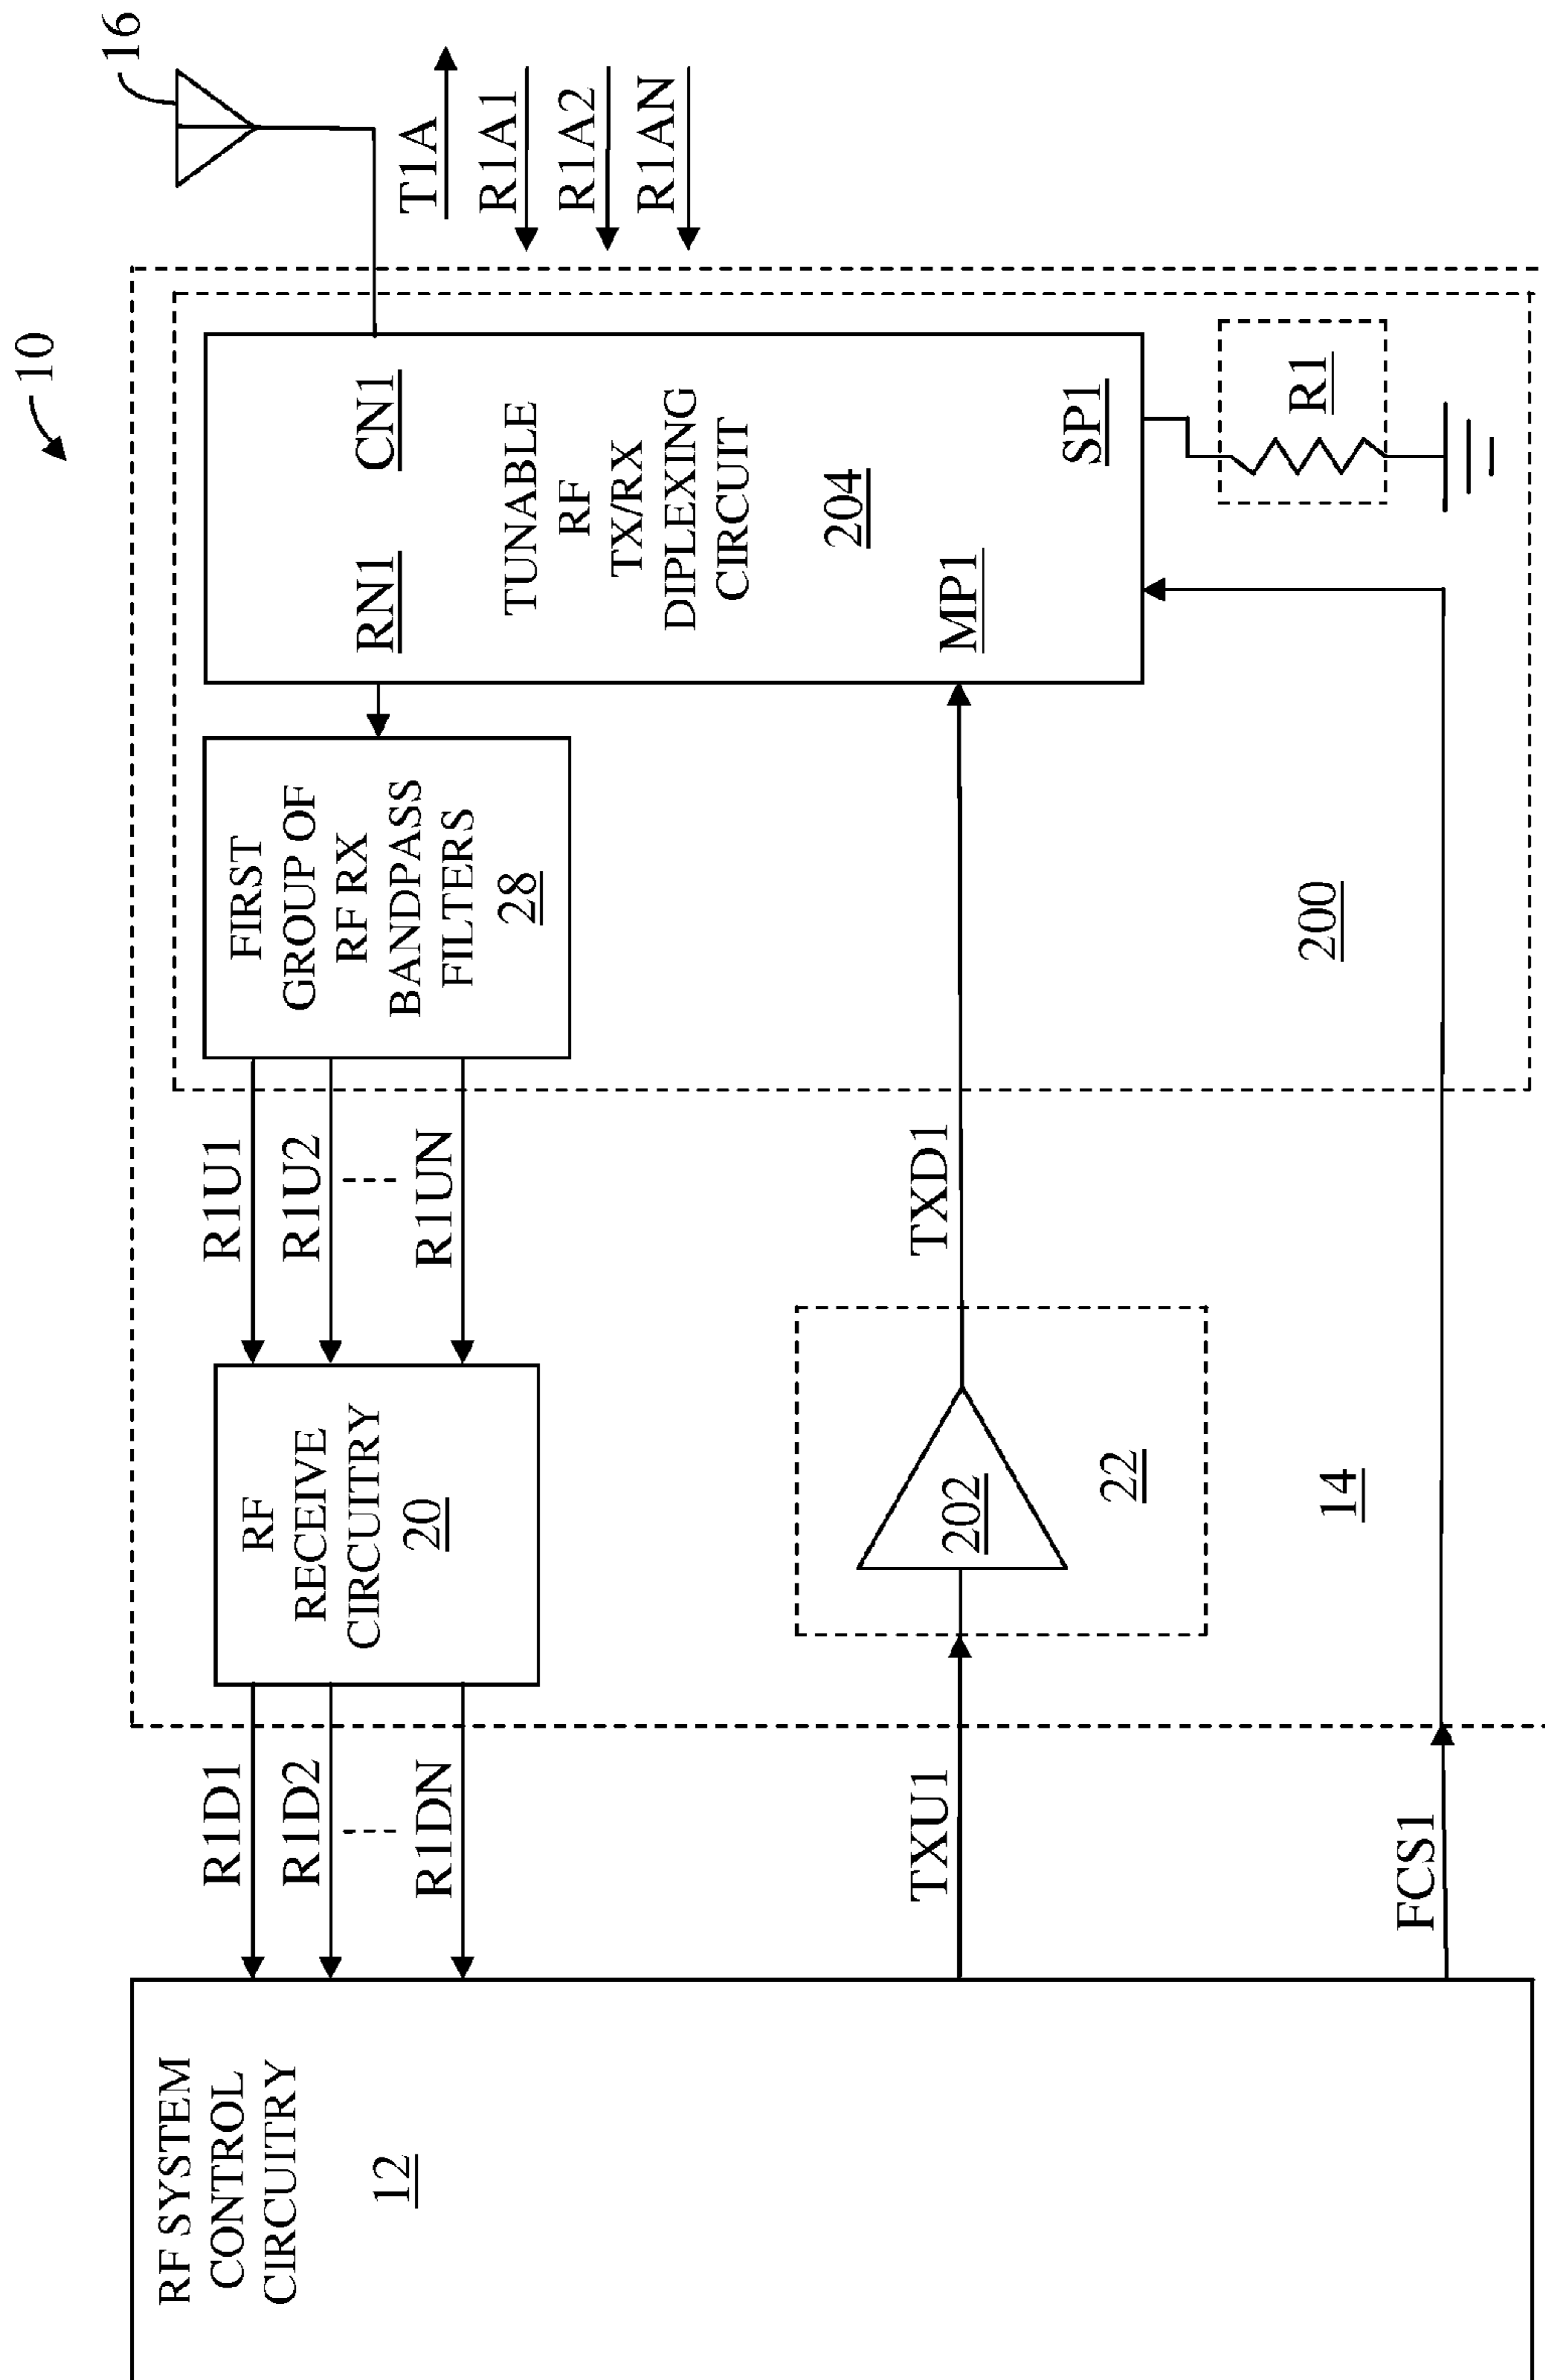 10
16
RF SYSTEM
CONTROL
CIRCUITRY
12
R1D1
R1D2
R1DN
RF
RECEIVE
CIRCUITRY
20
R1U1
R1U2
R1UN
FIRST
GROUP OF
RF RX
BANDPASS
FILTERS
28
RN1
CN1
TUNABLE
RF
TX/RX
DIPLEXING
CIRCUIT
204
MP1
SP1
T1A
R1A1
R1A2
R1AN
TXU1
202
22
TXD1
R1
200
14
FCS1